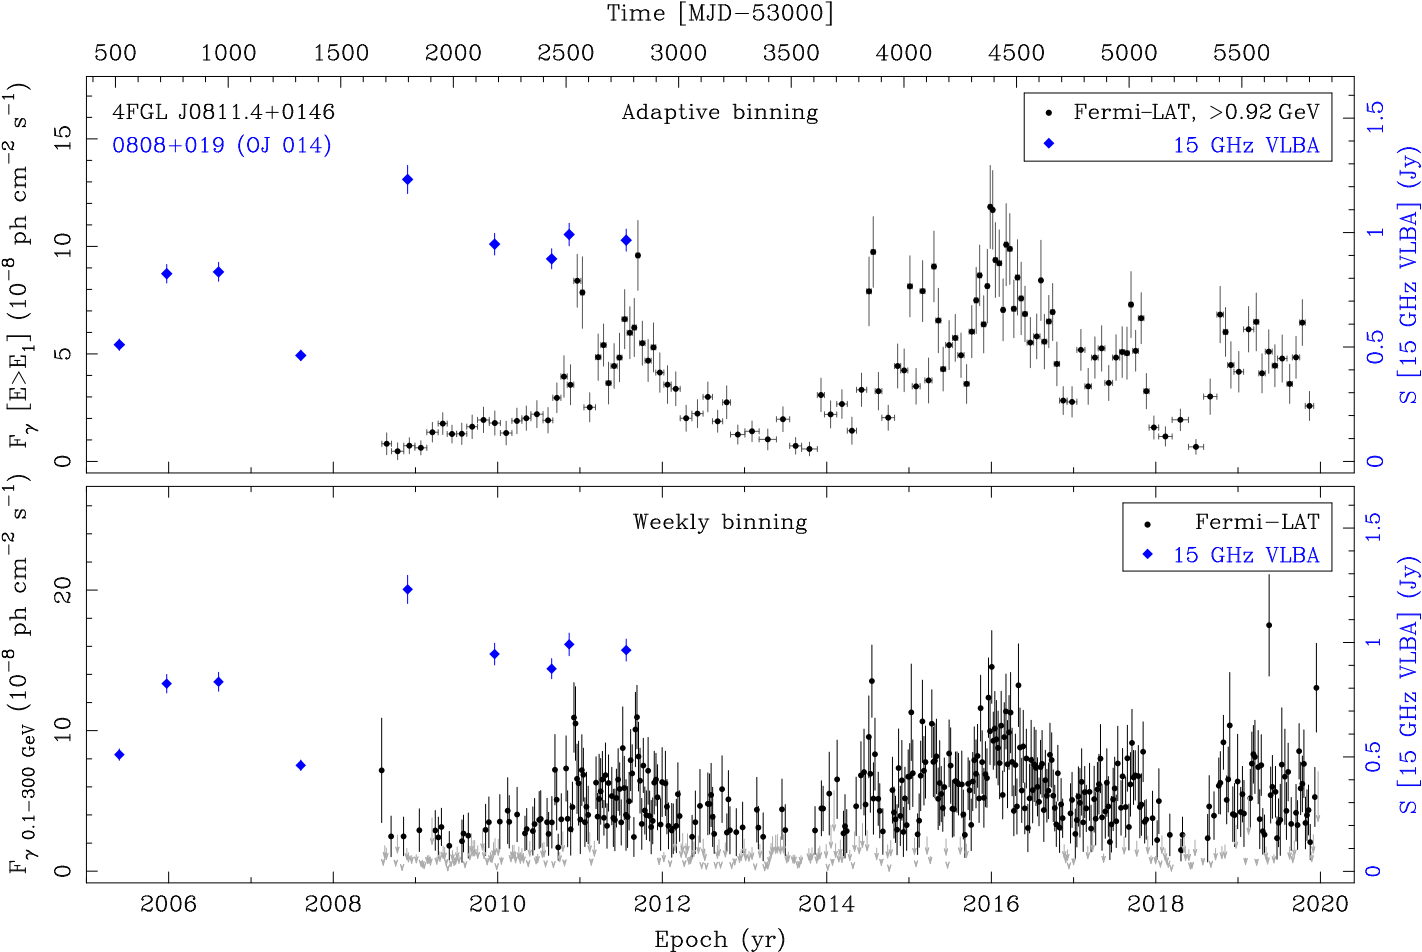 Time [MJD−53000]
500 1000 1500 2000 2500 3000 3500 4000 4500 5000 5500
4FGL J0811.4+0146
0808+019 (OJ 014)
Adaptive binning
Fermi−LAT, >0.92 GeV
15 GHz VLBA
F_γ [E>E_1] (10^−8 ph cm^−2 s^−1)
15
10
5
0
S [15 GHz VLBA] (Jy)
1.5
1
0.5
0
Weekly binning
Fermi−LAT
15 GHz VLBA
F_γ 0.1−300 GeV (10^−8 ph cm^−2 s^−1)
20
10
0
S [15 GHz VLBA] (Jy)
1.5
1
0.5
0
2006 2008 2010 2012 2014 2016 2018 2020
Epoch (yr)